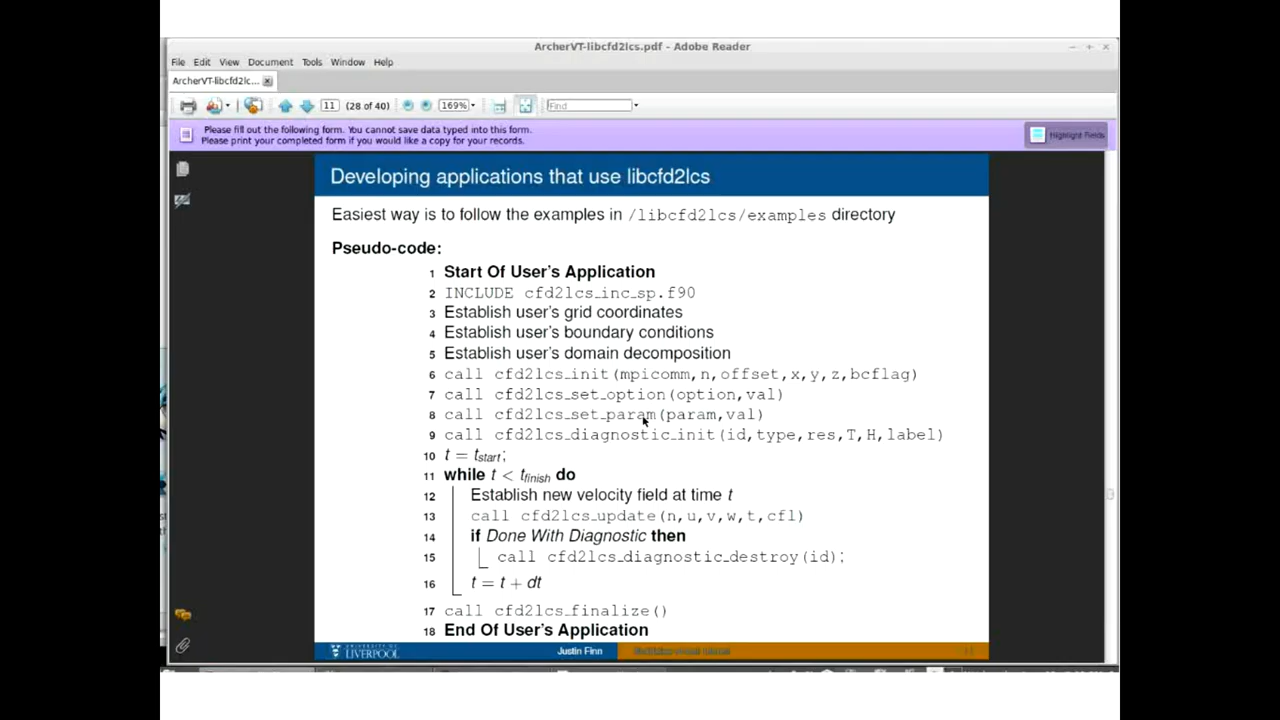 ArcherVT-libcfd2lcs.pdf - Adobe Reader
File Edit View Document Tools Window Help
ArcherVT-libcfd2lc...
11 (28 of 40) 169% Find
Please fill out the following form. You cannot save data typed into this form.
Please print your completed form if you would like a copy for your records.
Highlight Fields
Developing applications that use libcfd2lcs
Easiest way is to follow the examples in /libcfd2lcs/examples directory
Pseudo-code:
1 Start Of User's Application
2 INCLUDE cfd2lcs_inc_sp.f90
3 Establish user's grid coordinates
4 Establish user's boundary conditions
5 Establish user's domain decomposition
6 call cfd2lcs_init(mpicomm,n,offset,x,y,z,bcflag)
7 call cfd2lcs_set_option(option,val)
8 call cfd2lcs_set_param(param,val)
9 call cfd2lcs_diagnostic_init(id,type,res,T,H,label)
10 t = tstart;
11 while t < tfinish do
12 Establish new velocity field at time t
13 call cfd2lcs_update(n,u,v,w,t,cfl)
14 if Done With Diagnostic then
15 call cfd2lcs_diagnostic_destroy(id);
16 t = t + dt
17 call cfd2lcs_finalize()
18 End Of User's Application
UNIVERSITY OF
LIVERPOOL
Justin Finn